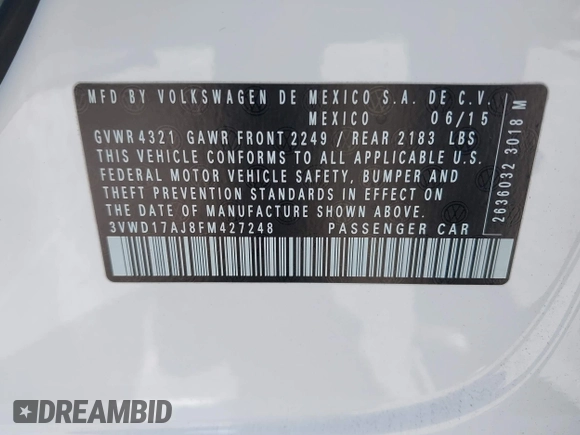 MFD BY VOLKSWAGEN DE MEXICO S.A. DE C.V.
MEXICO 06/15
GVWR 4321 GAWR FRONT 2249 / REAR 2183 LBS
THIS VEHICLE CONFORMS TO ALL APPLICABLE U.S.
FEDERAL MOTOR VEHICLE SAFETY, BUMPER AND
THEFT PREVENTION STANDARDS IN EFFECT ON
THE DATE OF MANUFACTURE SHOWN ABOVE.
3VWD17AJ8FM427248 PASSENGER CAR
2636032 3018 M
DREAMBID